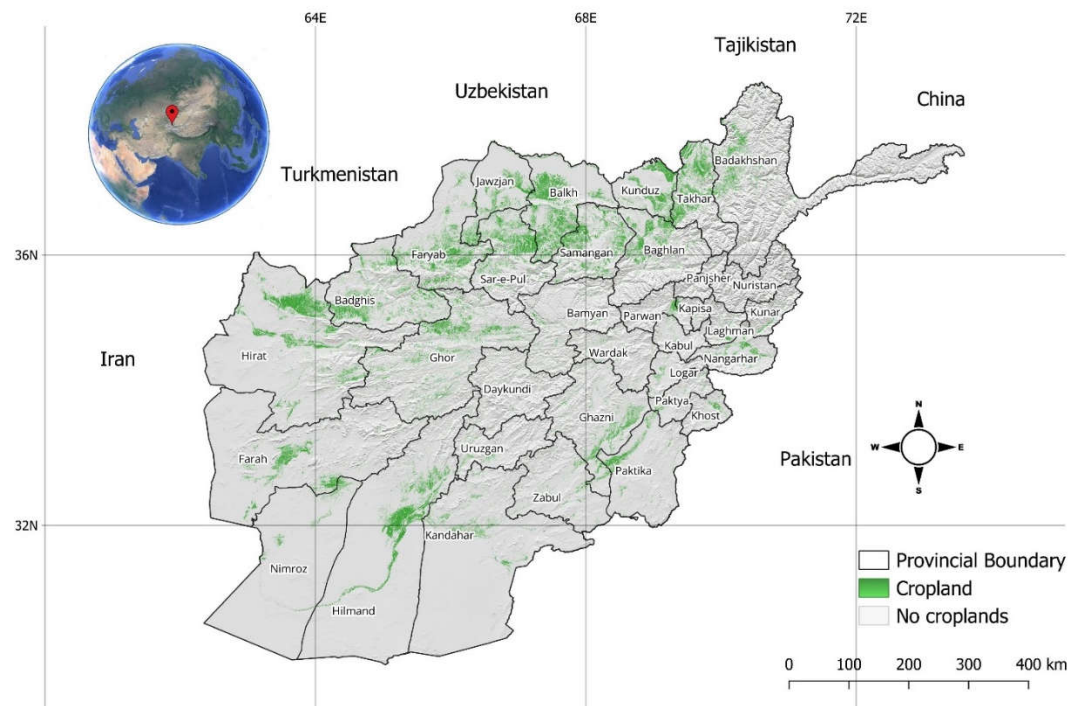 64E
68E
72E
Tajikistan
Uzbekistan
China
Turkmenistan
Badakhshan
Jawzjan
Balkh
Kunduz
Takhar
36N
Faryab
Samangan
Baghlan
Sar-e-Pul
Panjsher
Nuristan
Badghis
Bamyan
Parwan
Kapisa
Kunar
Laghman
Iran
Hirat
Ghor
Wardak
Kabul
Nangarhar
Logar
Daykundi
Paktya
Ghazni
Khost
N
W
E
S
Uruzgan
Farah
Pakistan
Paktika
Zabul
32N
Kandahar
Nimroz
Hilmand
Provincial Boundary
Cropland
No croplands
0 100 200 300 400 km